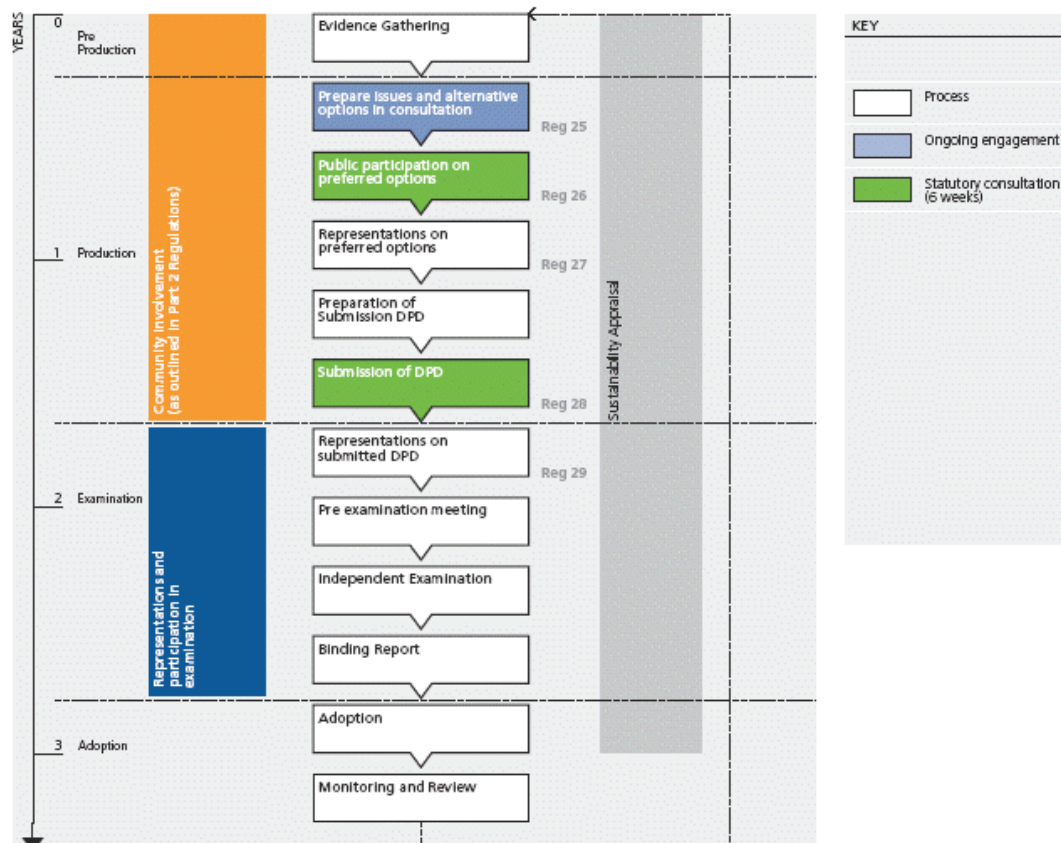 YEARS
0
Pre
Production
Evidence Gathering
Prepare issues and alternative
options in consultation
Reg 25
Public participation on
preferred options
Reg 26
1
Production
Representations on
preferred options
Reg 27
Preparation of
Submission DPD
Submission of DPD
Reg 28
Community Involvement
(as outlined in Part 2 Regulations)
Sustainability Appraisal
Representations on
submitted DPD
Reg 29
2
Examination
Pre examination meeting
Independent Examination
Binding Report
Representations and
participation in
examination
Adoption
3
Adoption
Monitoring and Review
KEY
Process
Ongoing engagement
Statutory consultation
(6 weeks)